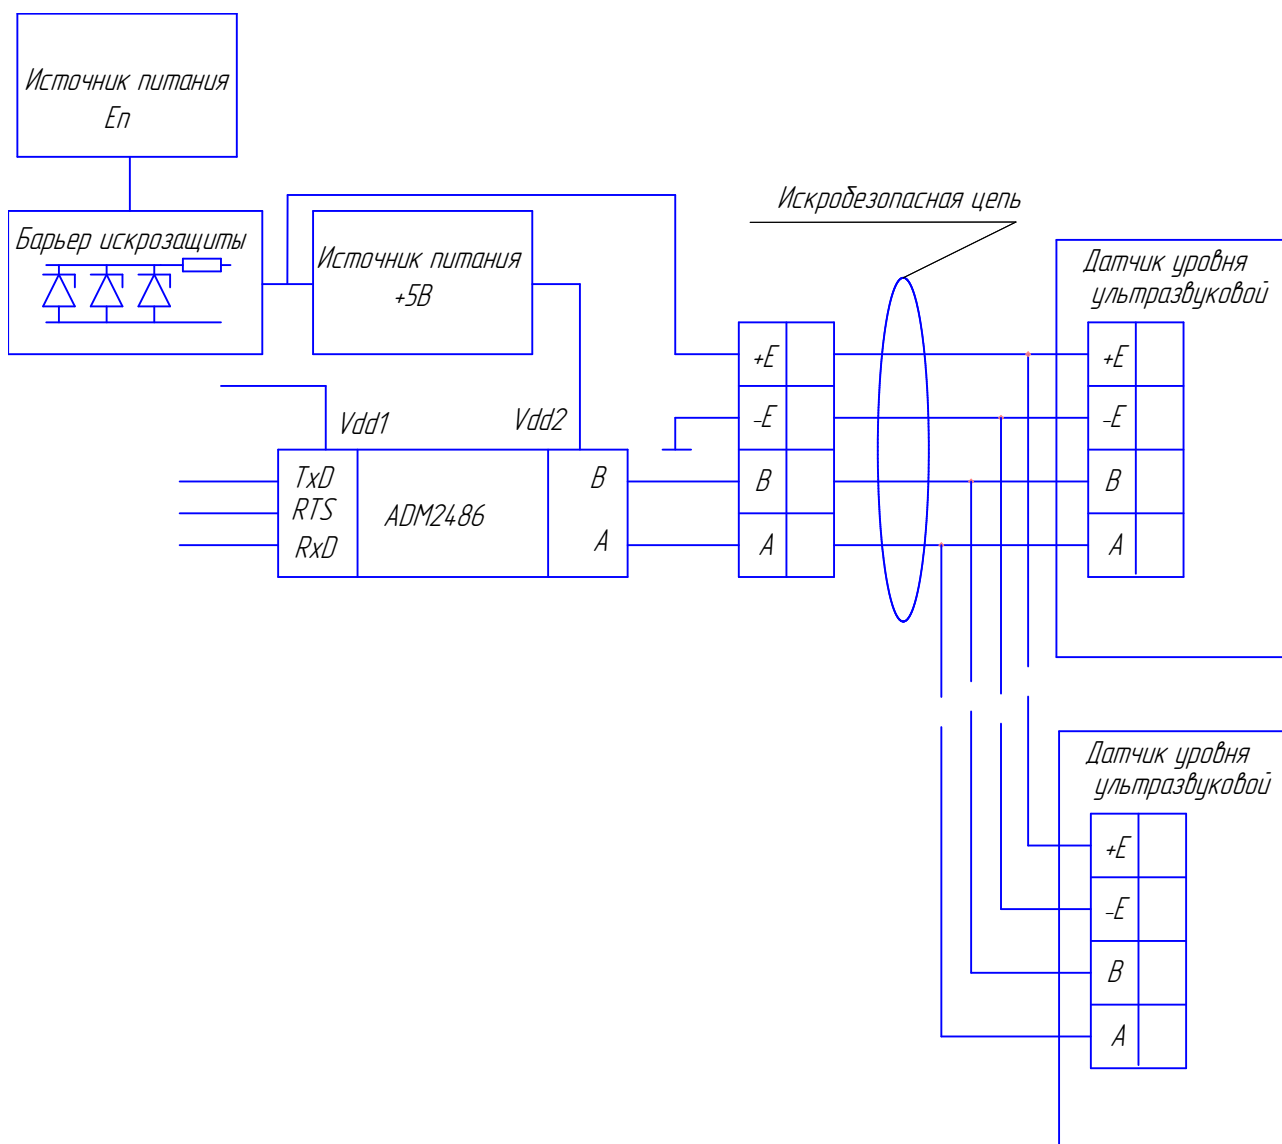 Источник питания
Еп
Барьер искрозащиты
Источник питания
+5В
Искробезопасная цепь
Датчик уровня
ультразвуковой
Vdd1
Vdd2
TxD
RTS
RxD
ADM2486
B
A
+E
-E
B
A
+E
-E
B
A
Датчик уровня
ультразвуковой
+E
-E
B
A